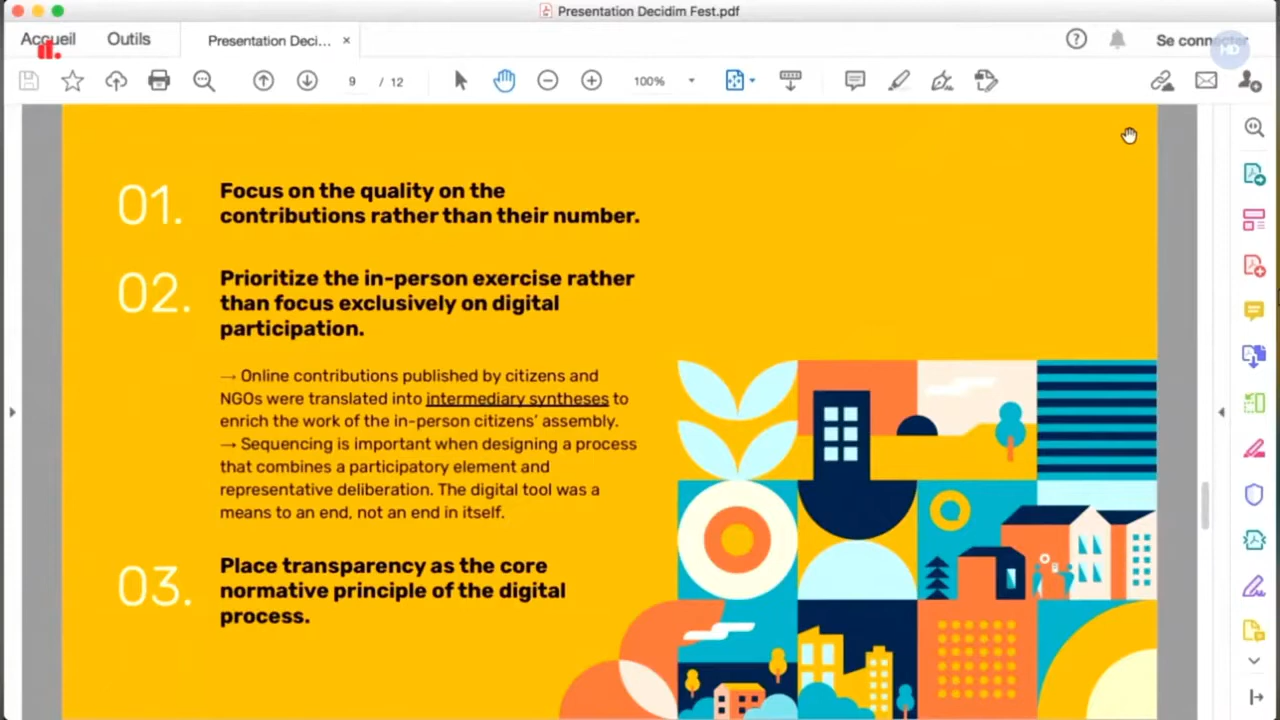 Presentation Decidim Fest.pdf
Accueil
Outils
Presentation Deci...
Se connecter
HD
d.
9 / 12
100%
01.
Focus on the quality on the
contributions rather than their number.
02.
Prioritize the in-person exercise rather
than focus exclusively on digital
participation.
→ Online contributions published by citizens and
NGOs were translated into intermediary syntheses to
enrich the work of the in-person citizens’ assembly.
→ Sequencing is important when designing a process
that combines a participatory element and
representative deliberation. The digital tool was a
means to an end, not an end in itself.
03.
Place transparency as the core
normative principle of the digital
process.